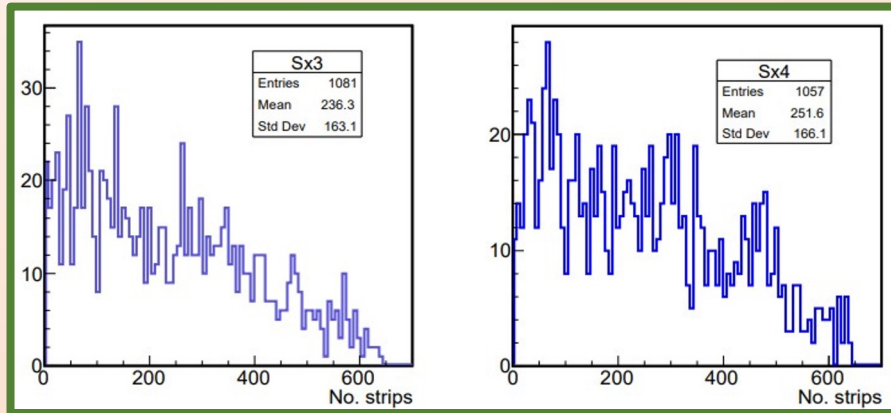 Sx3
Entries 1081
Mean 236.3
Std Dev 163.1
30
20
10
0
0 200 400 600
No. strips
Sx4
Entries 1057
Mean 251.6
Std Dev 166.1
20
10
0
0 200 400 600
No. strips